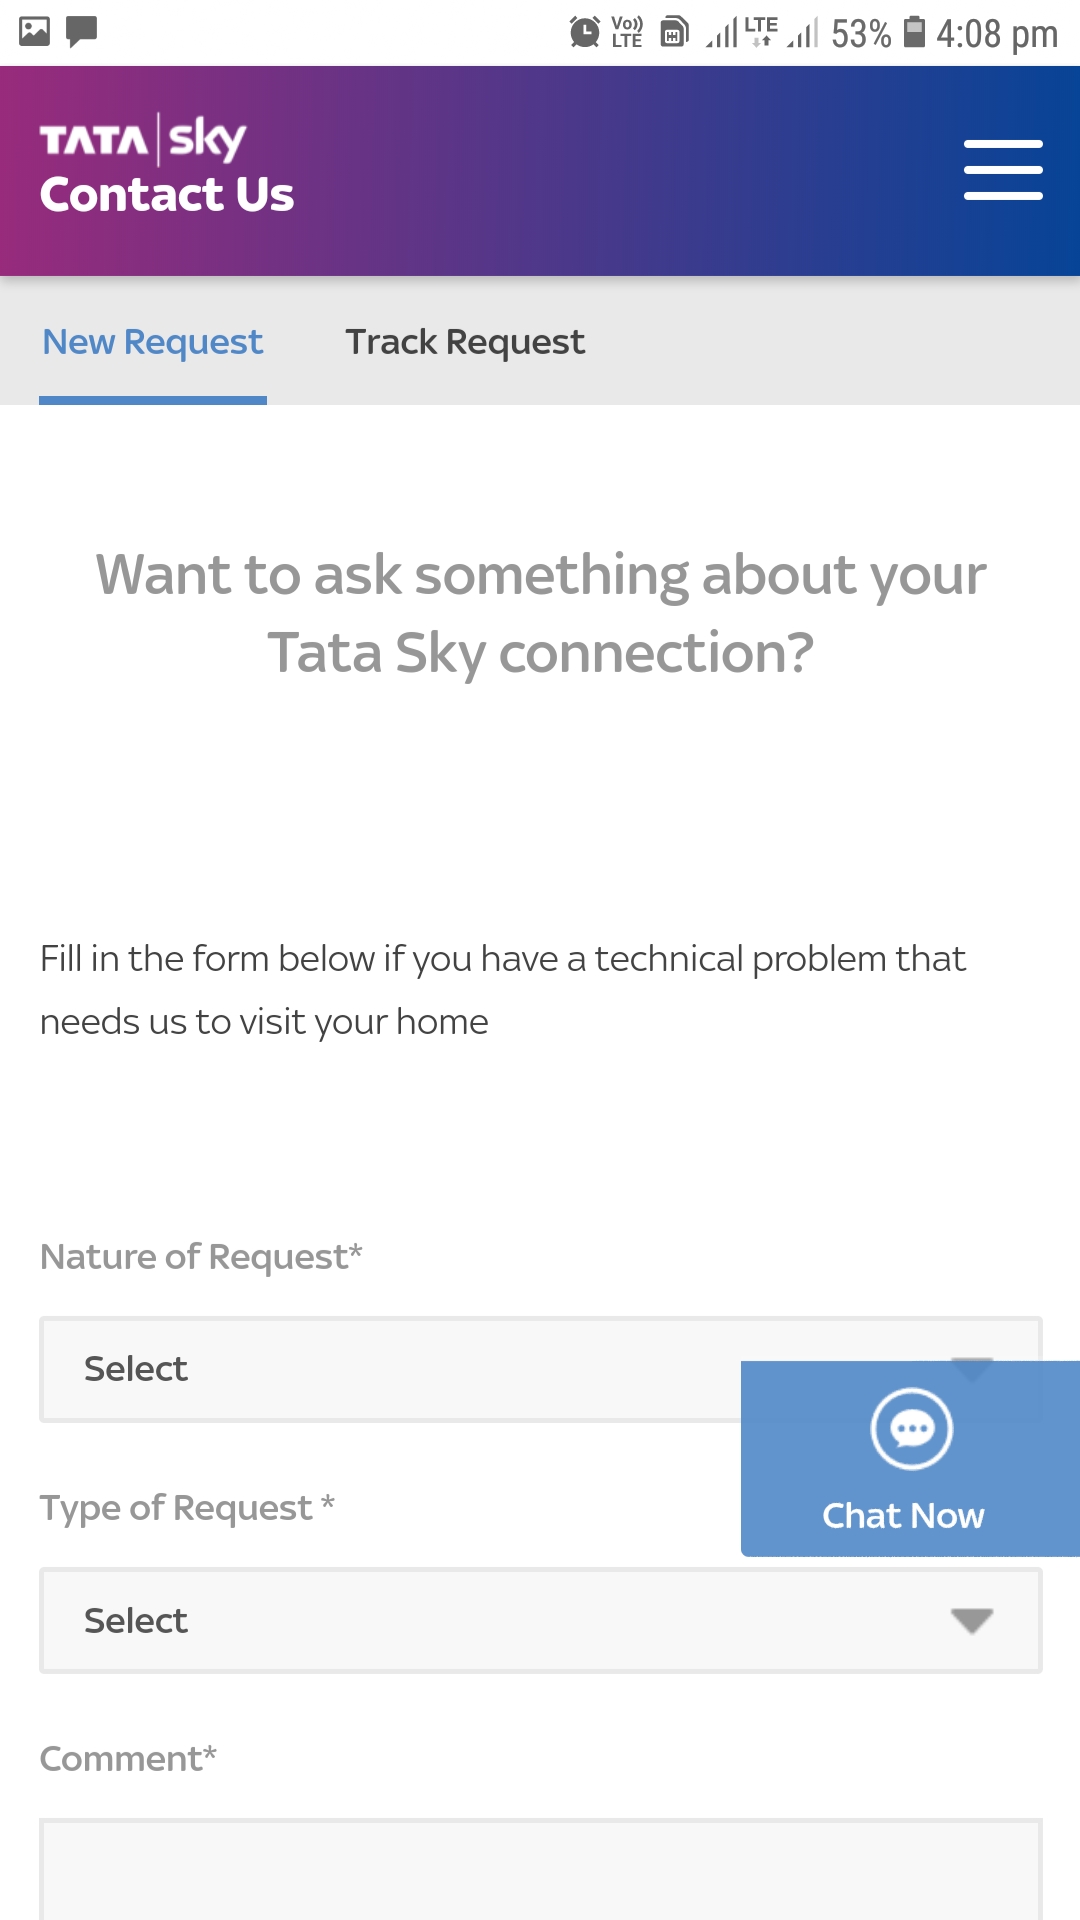 Vo)) LTE LTE 53% 4:08 pm
TATA sky
Contact Us
New Request Track Request
Want to ask something about your
Tata Sky connection?
Fill in the form below if you have a technical problem that
needs us to visit your home
Nature of Request*
Select
Chat Now
Type of Request *
Select
Comment*